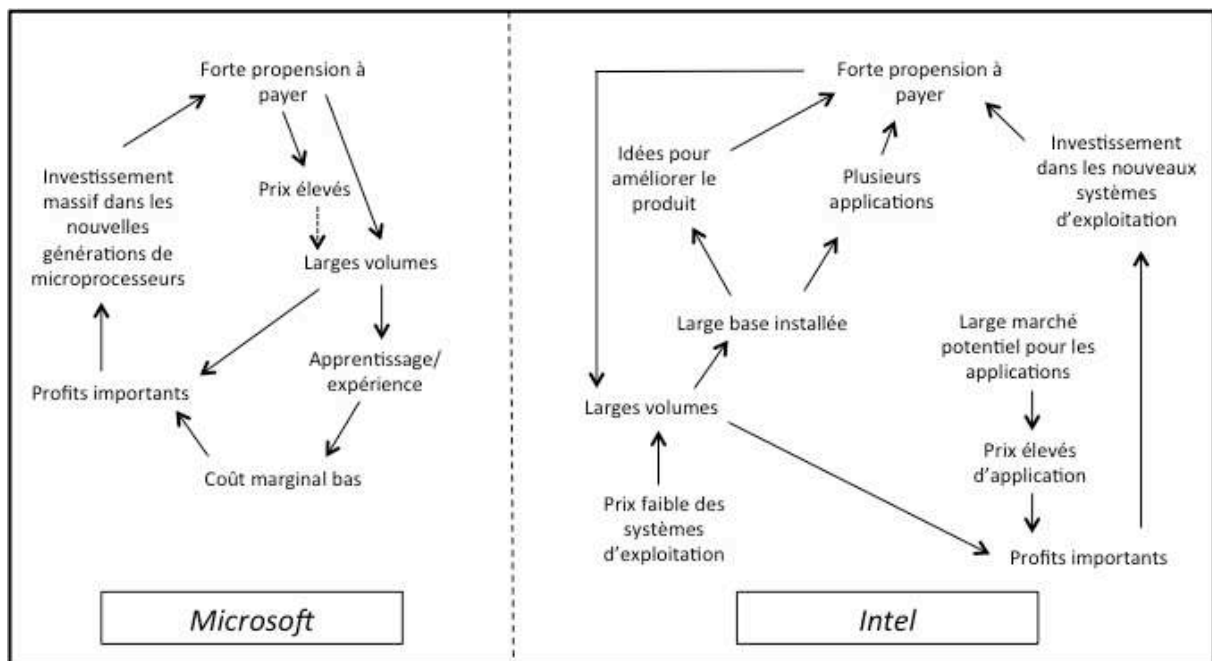 Forte propension à
payer
Investissement
massif dans les
nouvelles
générations de
microprocesseurs
Prix élevés
Larges volumes
Apprentissage/
expérience
Profits importants
Coût marginal bas
Microsoft
Forte propension à
payer
Idées pour
améliorer le
produit
Plusieurs
applications
Investissement
dans les nouveaux
systèmes
d'exploitation
Large base installée
Large marché
potentiel pour les
applications
Larges volumes
Prix élevés
d'application
Prix faible des
systèmes
d'exploitation
Profits importants
Intel